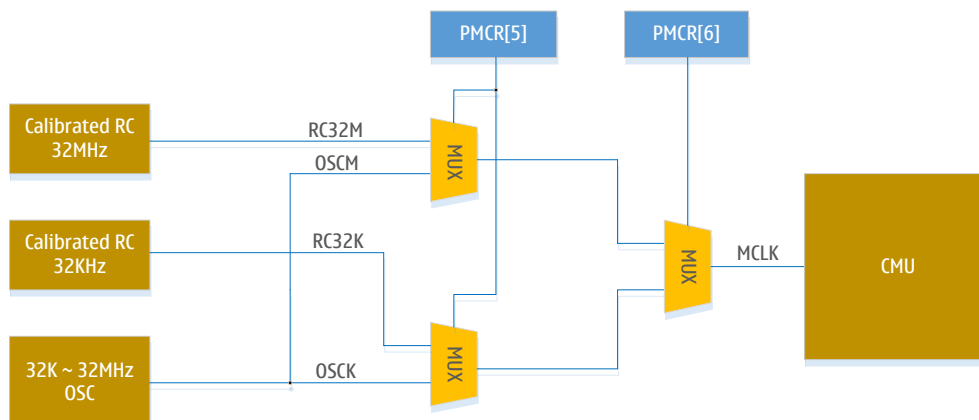 PMCR[5]
PMCR[6]
Calibrated RC
32MHz
RC32M
MUX
OSCM
Calibrated RC
32KHz
RC32K
MUX
MCLK
CMU
32K ~ 32MHz
OSC
OSCK
MUX